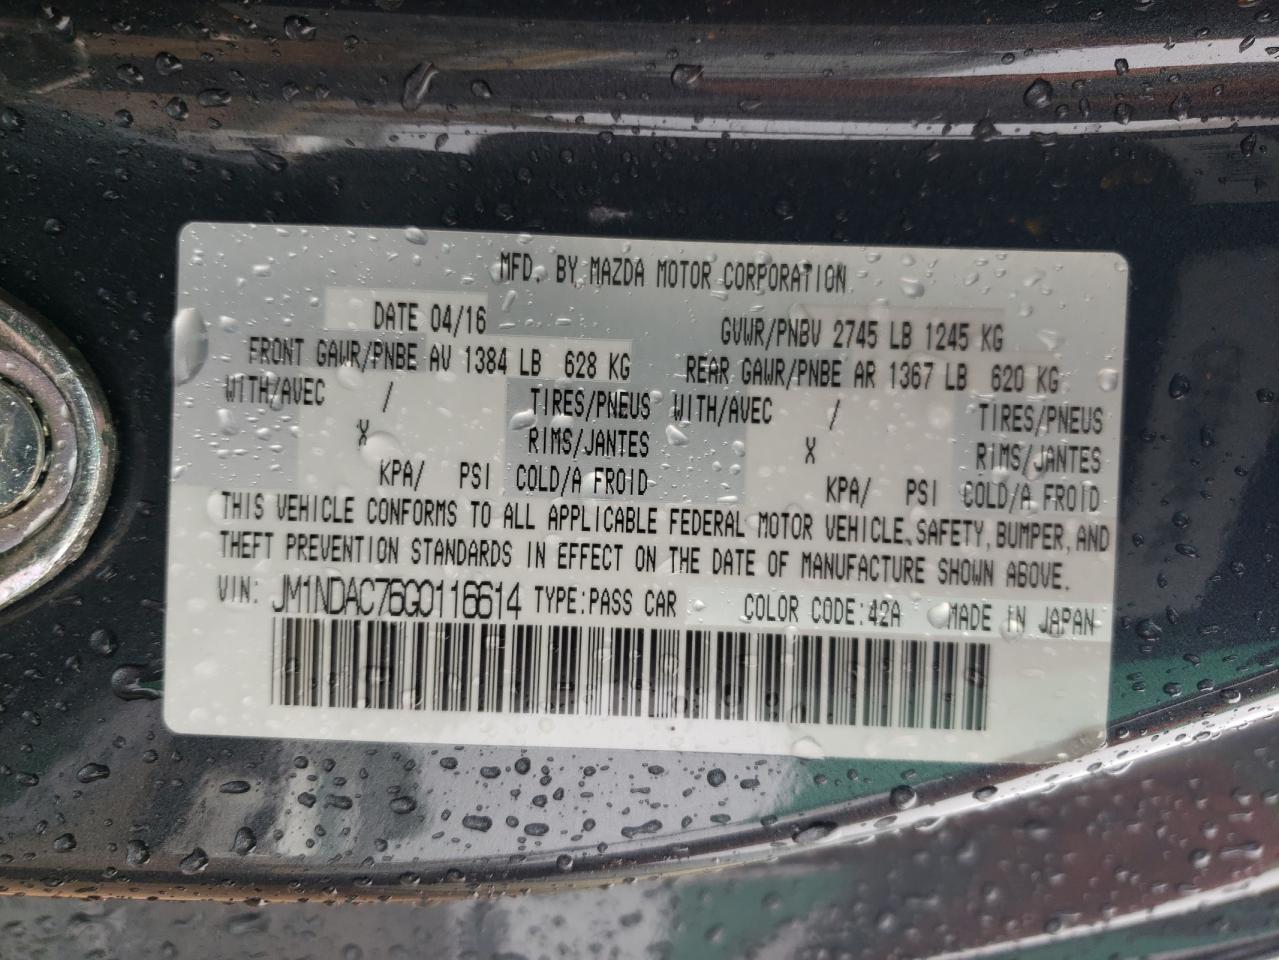 MFD. BY MAZDA MOTOR CORPORATION
DATE 04/16 GVWR/PNBV 2745 LB 1245 KG
FRONT GAWR/PNBE AV 1384 LB 628 KG REAR GAWR/PNBE AR 1367 LB 620 KG
WITH/AVEC / TIRES/PNEUS WITH/AVEC / TIRES/PNEUS
X RIMS/JANTES X RIMS/JANTES
KPA/ PSI COLD/A FROID KPA/ PSI COLD/A FROID
THIS VEHICLE CONFORMS TO ALL APPLICABLE FEDERAL MOTOR VEHICLE SAFETY, BUMPER, AND
THEFT PREVENTION STANDARDS IN EFFECT ON THE DATE OF MANUFACTURE SHOWN ABOVE.
VIN: JM1NDAC76G0116614 TYPE:PASS CAR COLOR CODE:42A MADE IN JAPAN